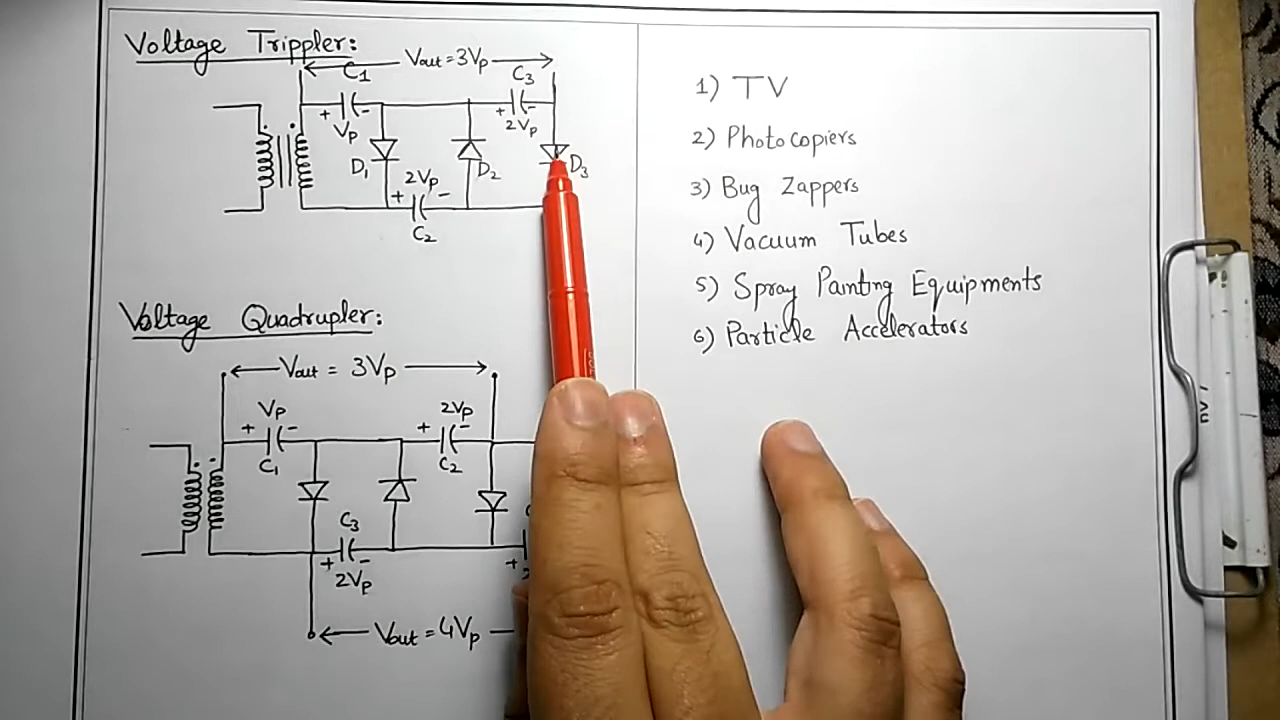 Voltage Trippler:
Vout = 3Vp
C1
C3
+ -
+ -
Vp
2Vp
D1
D2
D3
2Vp
+ -
C2
Voltage Quadrupler:
Vout = 3Vp
Vp
2Vp
+ -
+ -
C1
C2
C3
+ -
+
2Vp
Vout = 4Vp
1) TV
2) Photocopiers
3) Bug Zappers
4) Vacuum Tubes
5) Spray Paintng Equipments
6) Particle Accelerators